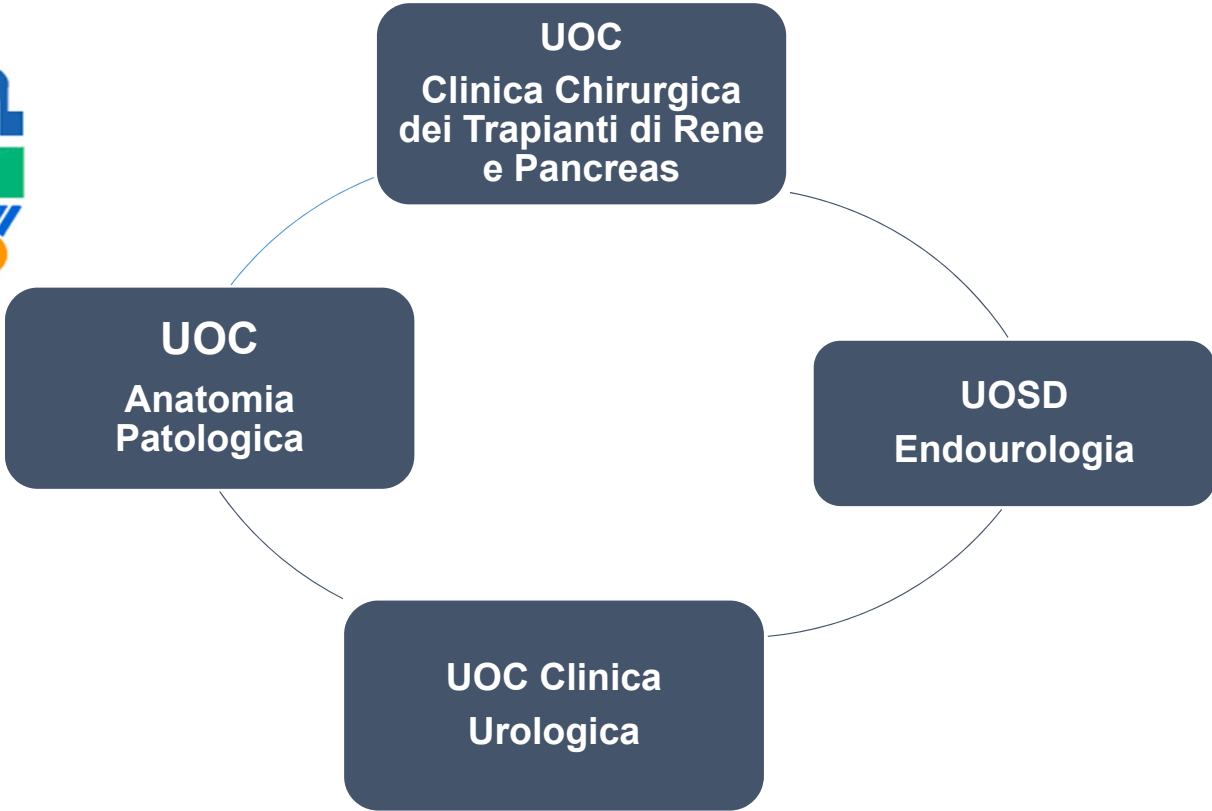 UOC
Clinica Chirurgica
dei Trapianti di Rene
e Pancreas
UOC
Anatomia
Patologica
UOSD
Endourologia
UOC Clinica
Urologica